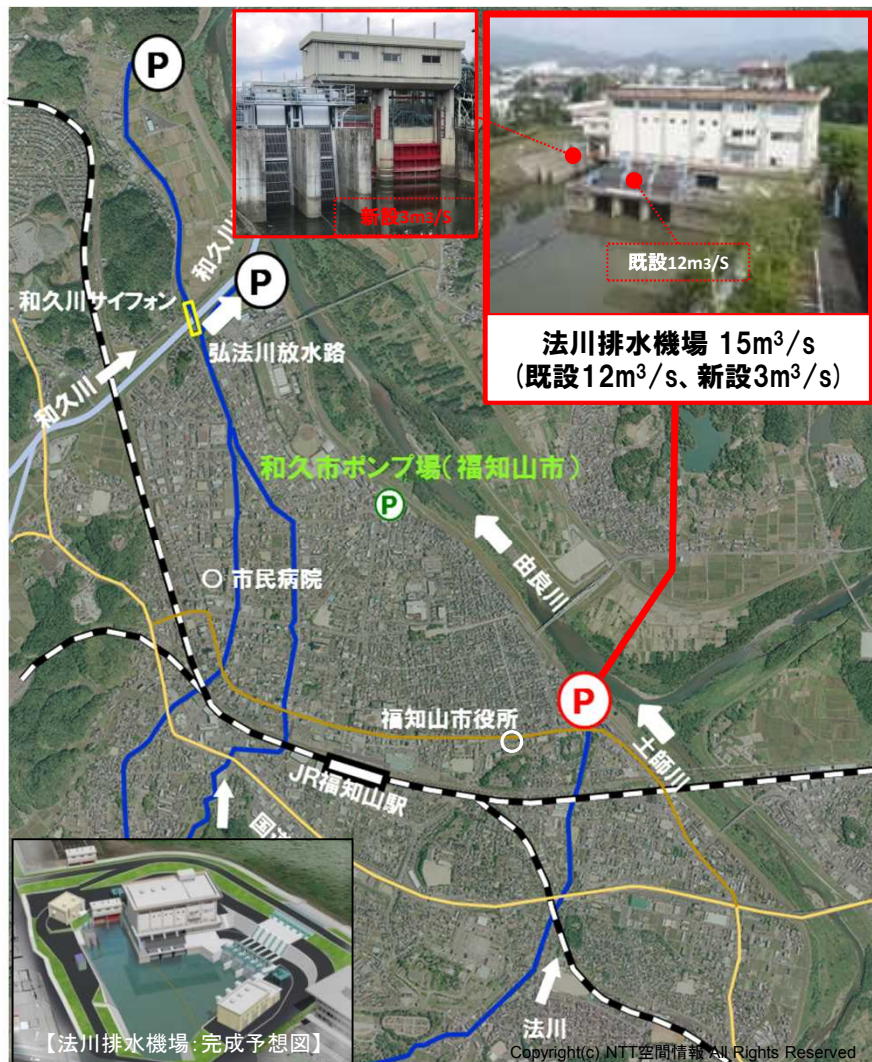 P
新設3m3/S
既設12m3/S
法川排水機場 15m³/s
(既設12m³/s、新設3m³/s)
和久川
P
和久川サイフォン
弘法川放水路
和久川
和久市ポンプ場(福知山市)
P
市民病院
由良川
P
福知山市役所
土師川
JR福知山駅
国道
法川
【法川排水機場:完成予想図】
Copyright(c) NTT空間情報 All Rights Reserved